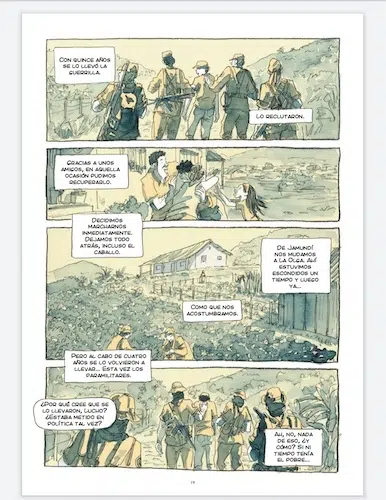 CON QUINCE AÑOS
SE LO LLEVÓ LA
GUERRILLA.
LO RECLUTARON.
GRACIAS A UNOS
AMIGOS, EN AQUELLA
OCASIÓN PUDIMOS
RECUPERARLO.
DECIDIMOS
MARCHARNOS
INMEDIATAMENTE.
DEJAMOS TODO
ATRÁS, INCLUSO EL
CABALLO.
DE JAMUNDÍ
NOS MUDAMOS
A LA OLGA. ALLÍ
ESTUVIMOS
ESCONDIDOS UN
TIEMPO Y LUEGO
YA...
COMO QUE NOS
ACOSTUMBRAMOS.
PERO AL CABO DE CUATRO
AÑOS SE LO VOLVIERON A
LLEVAR... ESTA VEZ LOS
PARAMILITARES.
¿POR QUÉ CREE QUE SE
LO LLEVARON, LUCHO?
¿ESTABA METIDO EN
POLÍTICA TAL VEZ?
AH, NO, NADA
DE ESO, ¿Y
CÓMO? SI NI
TIEMPO TENÍA
EL POBRE...